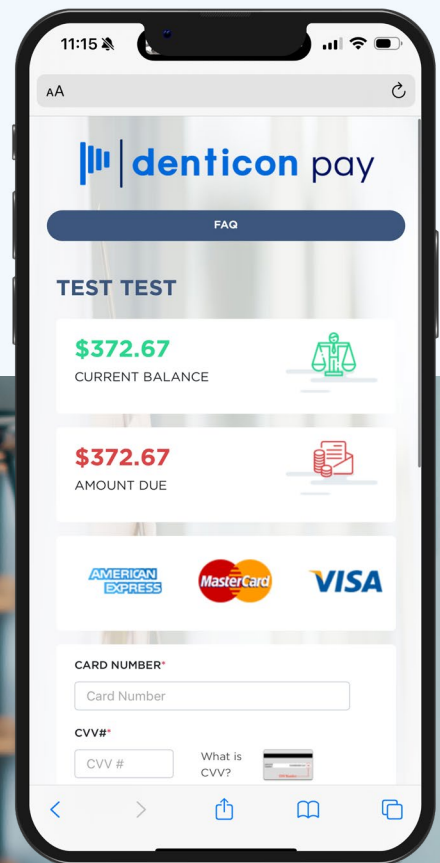 11:15
AA
denticon pay
FAQ
TEST TEST
$372.67
CURRENT BALANCE
$372.67
AMOUNT DUE
AMERICAN
EXPRESS
MasterCard
VISA
CARD NUMBER*
Card Number
CVV#*
CVV #
What is
CVV?